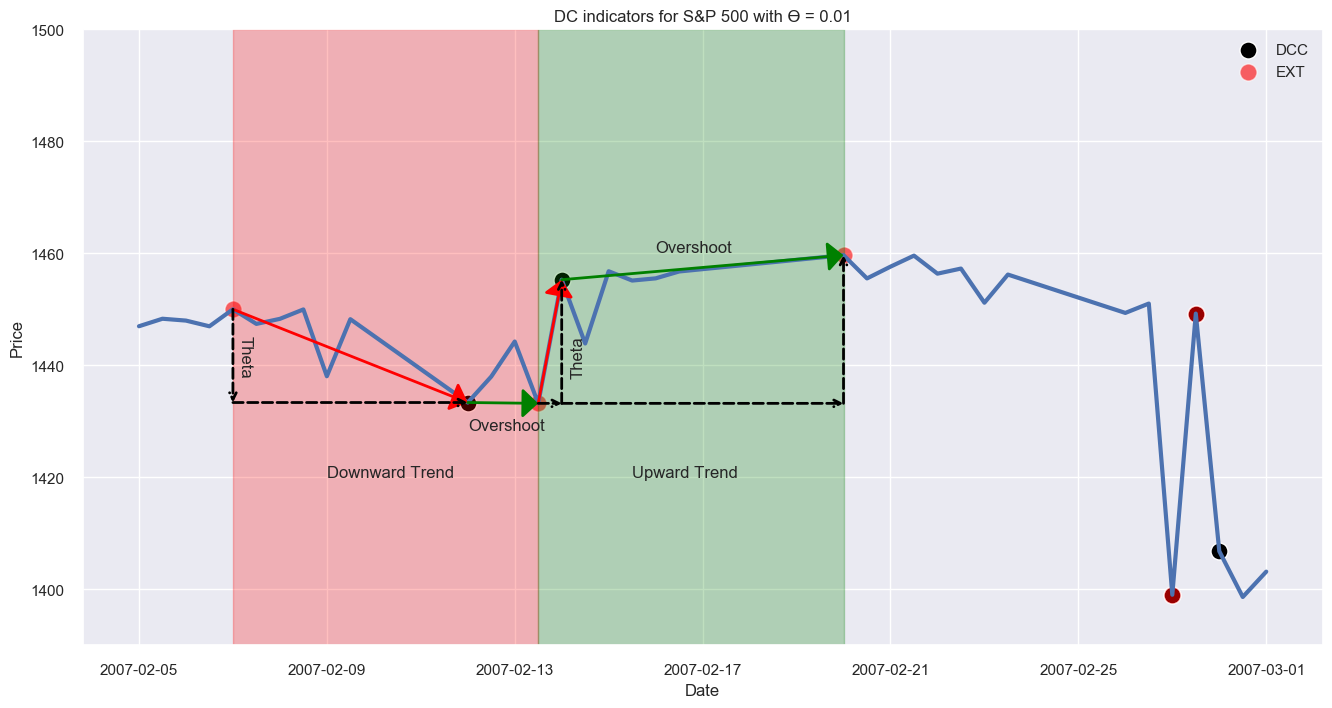 DC indicators for S&P 500 with Θ = 0.01
1500
1480
1460
1440
1420
1400
Price
DCC
EXT
Overshoot
Theta
Theta
Overshoot
Downward Trend
Upward Trend
2007-02-05
2007-02-09
2007-02-13
2007-02-17
2007-02-21
2007-02-25
2007-03-01
Date